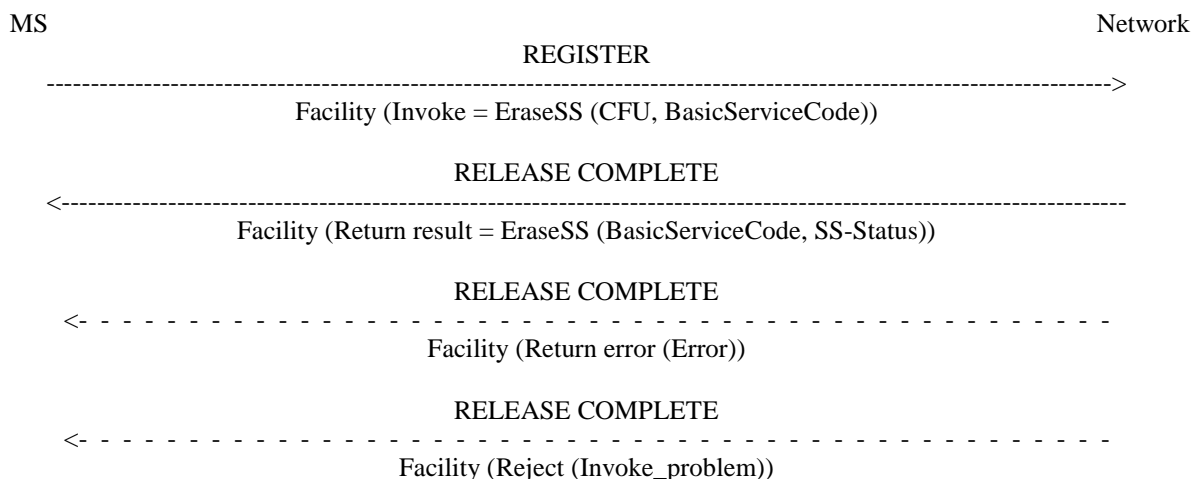 MS Network
REGISTER
Facility (Invoke = EraseSS (CFU, BasicServiceCode))
RELEASE COMPLETE
Facility (Return result = EraseSS (BasicServiceCode, SS-Status))
RELEASE COMPLETE
Facility (Return error (Error))
RELEASE COMPLETE
Facility (Reject (Invoke_problem))